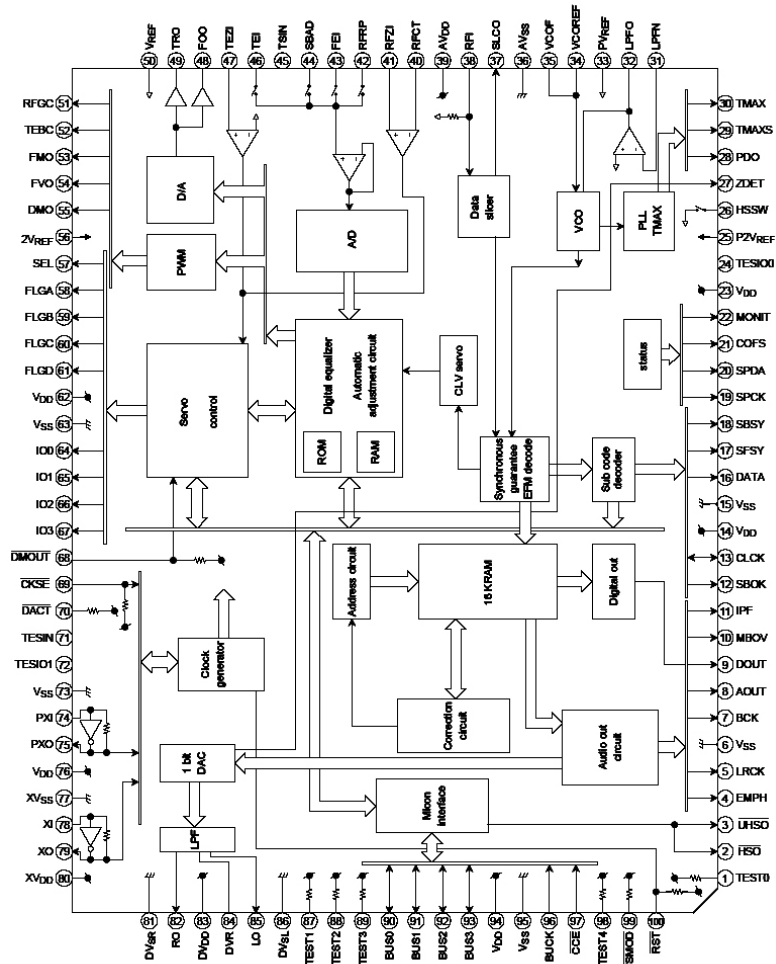 50 VREF
49 TRO
48 FOO
47 TEZI
46 TEI
45 TSIN
44 SBAD
43 FEI
42 RFRP
41 RFZI
40 RFCT
39 AVDD
38 RFI
37 SLCO
36 AVSS
35 VCOF
34 VCOREF
33 PVREF
32 LPFO
31 LPFN
RFGC 51
TEBC 52
FMO 53
FVO 54
DMO 55
2VREF 56
SEL 57
FLGA 58
FLGB 59
FLGC 60
FLGD 61
VDD 62
VSS 63
IO0 64
IO1 65
IO2 66
IO3 67
DMOUT 68
CKSE 69
DACT 70
TESIN 71
TESIO1 72
VSS 73
PXI 74
PXO 75
VDD 76
XVSS 77
XI 78
XO 79
XVDD 80
D/A
PWM
A/D
Data
slicer
VCO
PLL
TMAX
Servo
control
Digital equalizer
Automatic
adjustment circuit
ROM
RAM
CLV servo
status
Synchronous
guarantee
EFM decode
Sub code
decoder
Address circuit
16 KRAM
Digital out
Clock
generator
Correction
circuit
Audio out
circuit
1 bit
DAC
LPF
Micon
interface
30 TMAX
29 TMAXS
28 PDO
27 ZDET
26 HSSW
25 P2VREF
24 TESIO0
23 VDD
22 MONIT
21 COFS
20 SPDA
19 SPCK
18 SBSY
17 SFSY
16 DATA
15 VSS
14 VDD
13 CLCK
12 SBOK
11 IPF
10 MBOV
9 DOUT
8 AOUT
7 BCK
6 VSS
5 LRCK
4 EMPH
3 UHSO
2 HSO
1 TEST0
81 DVSR
82 RO
83 DVDD
84 DVR
85 LO
86 DVSL
87 TEST1
88 TEST2
89 TEST3
90 BUS0
91 BUS1
92 BUS2
93 BUS3
94 VDD
95 VSS
96 BUCK
97 CCE
98 TEST4
99 SMOD
100 RST